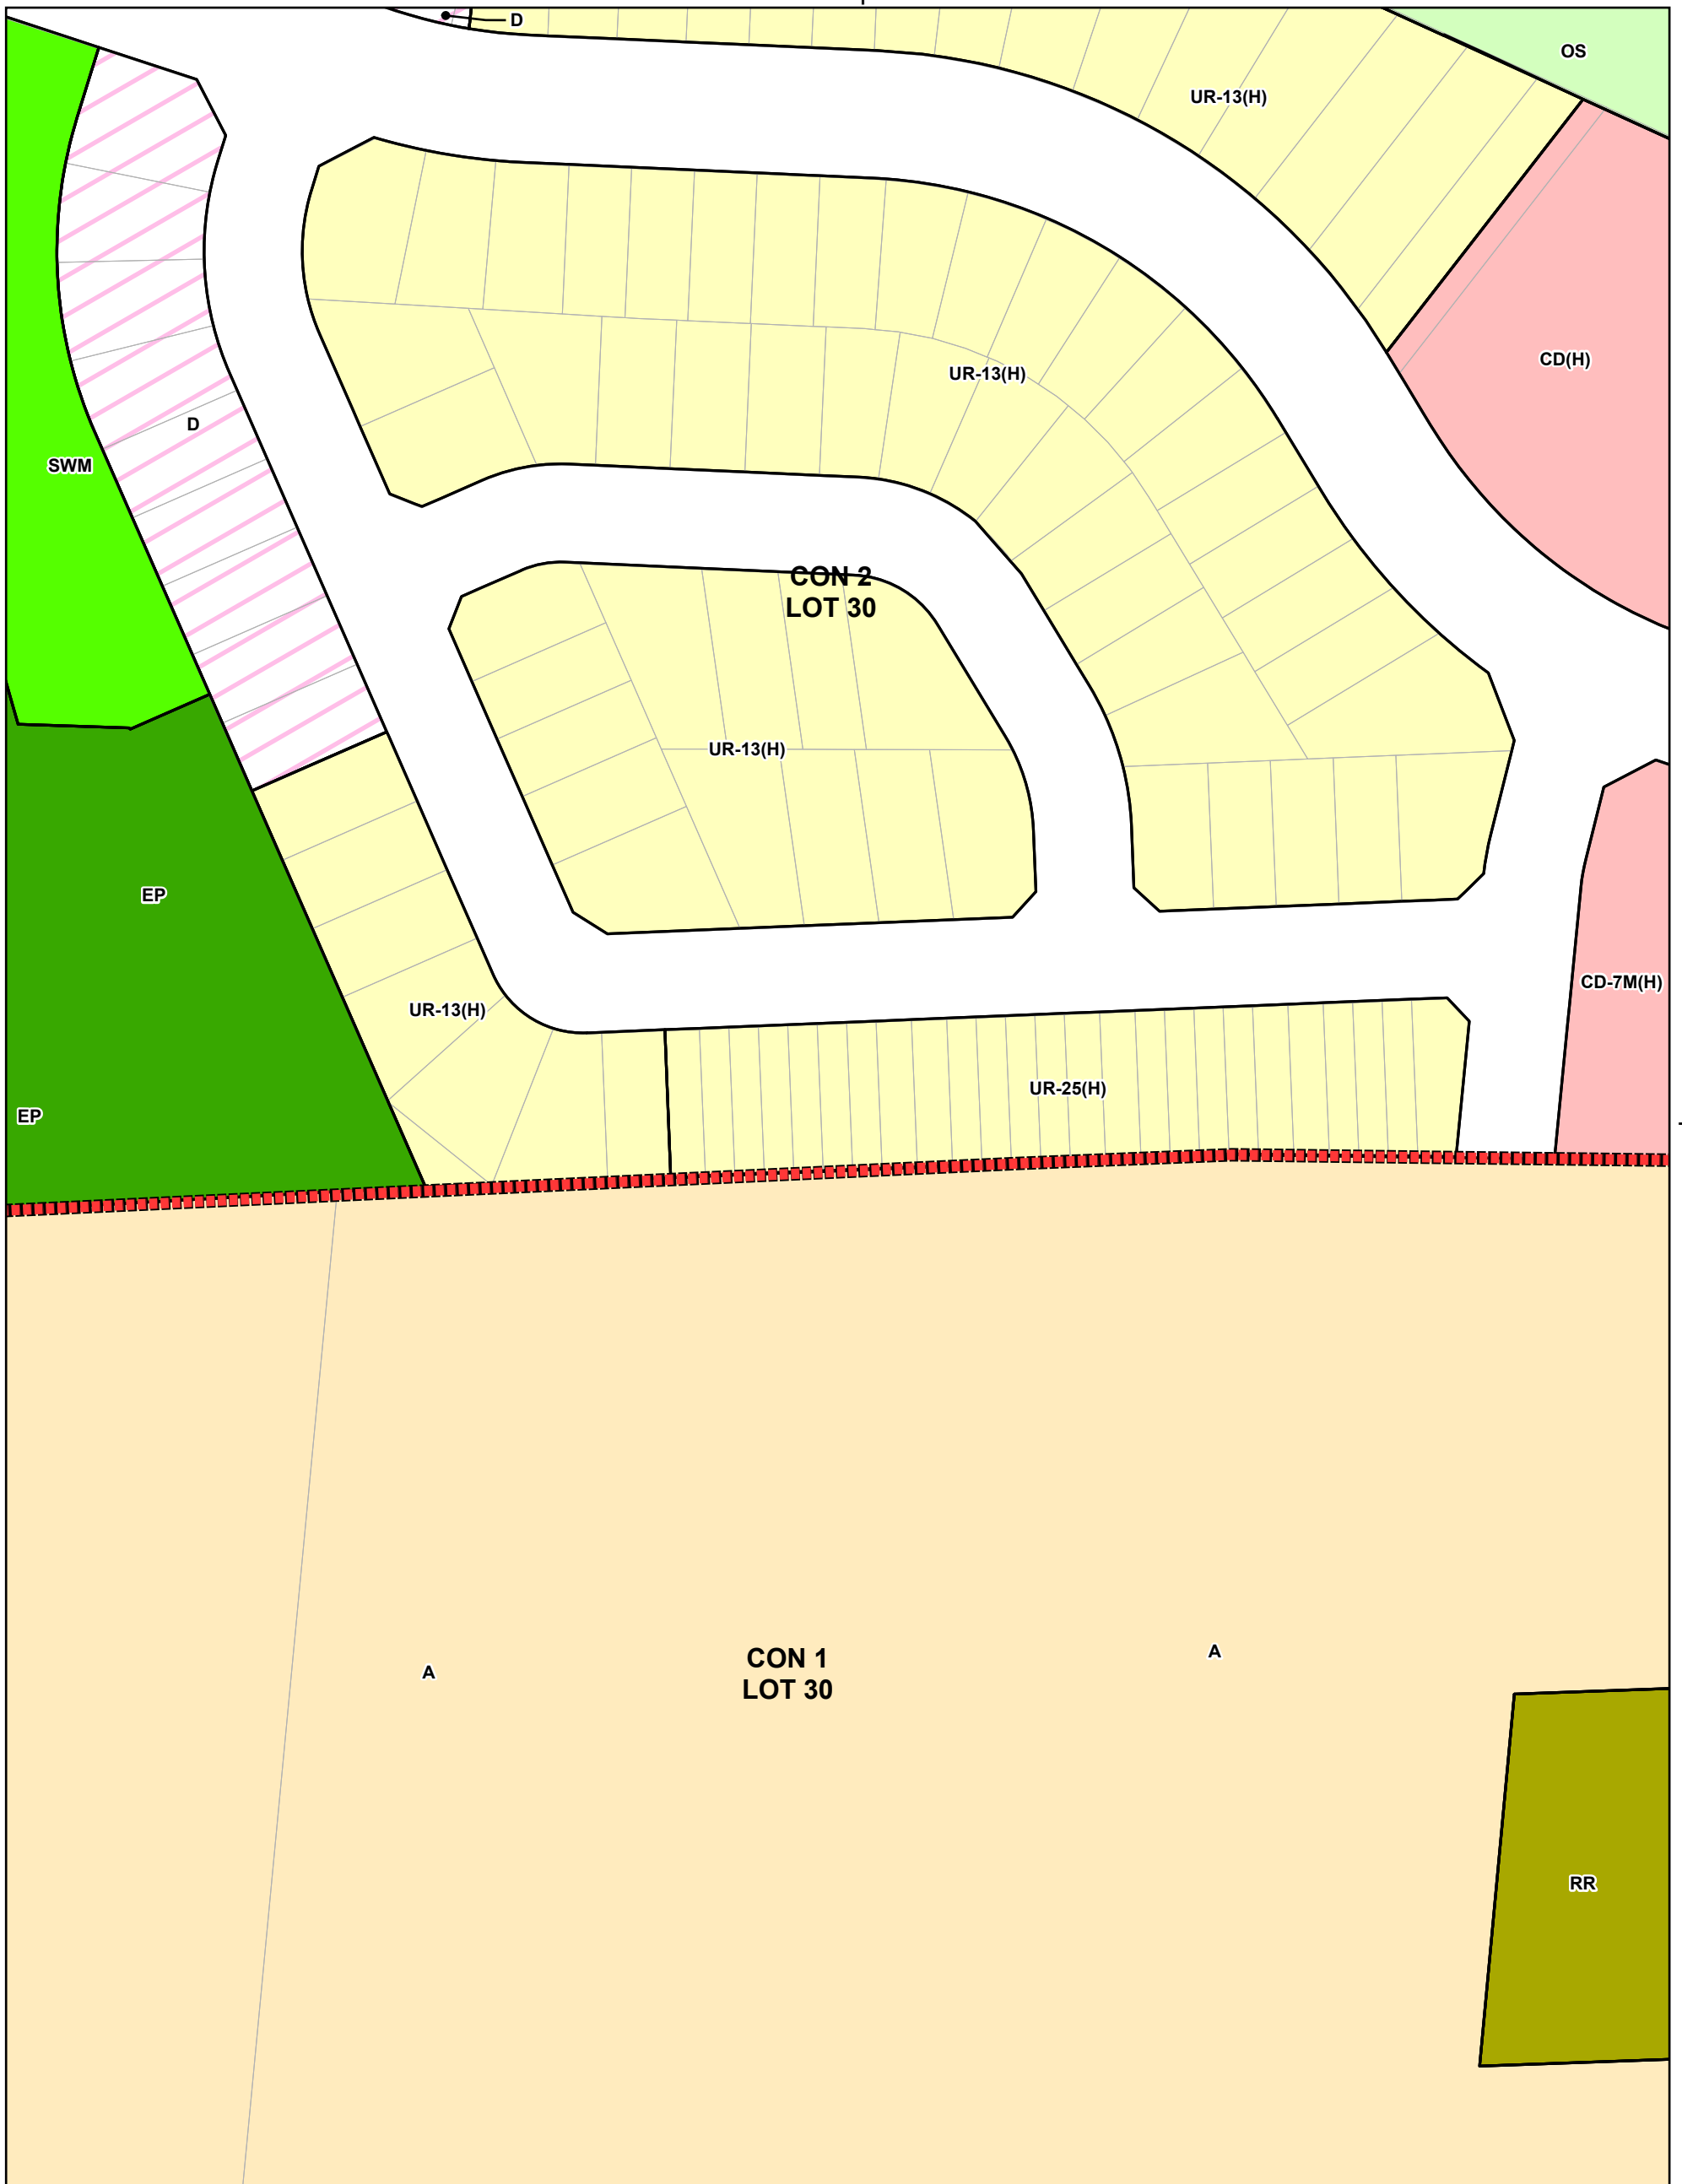 D
OS
UR-13(H)
CD(H)
UR-13(H)
D
SWM
CON 2
LOT 30
UR-13(H)
EP
CD-7M(H)
UR-13(H)
UR-25(H)
EP
A
CON 1
LOT 30
A
RR